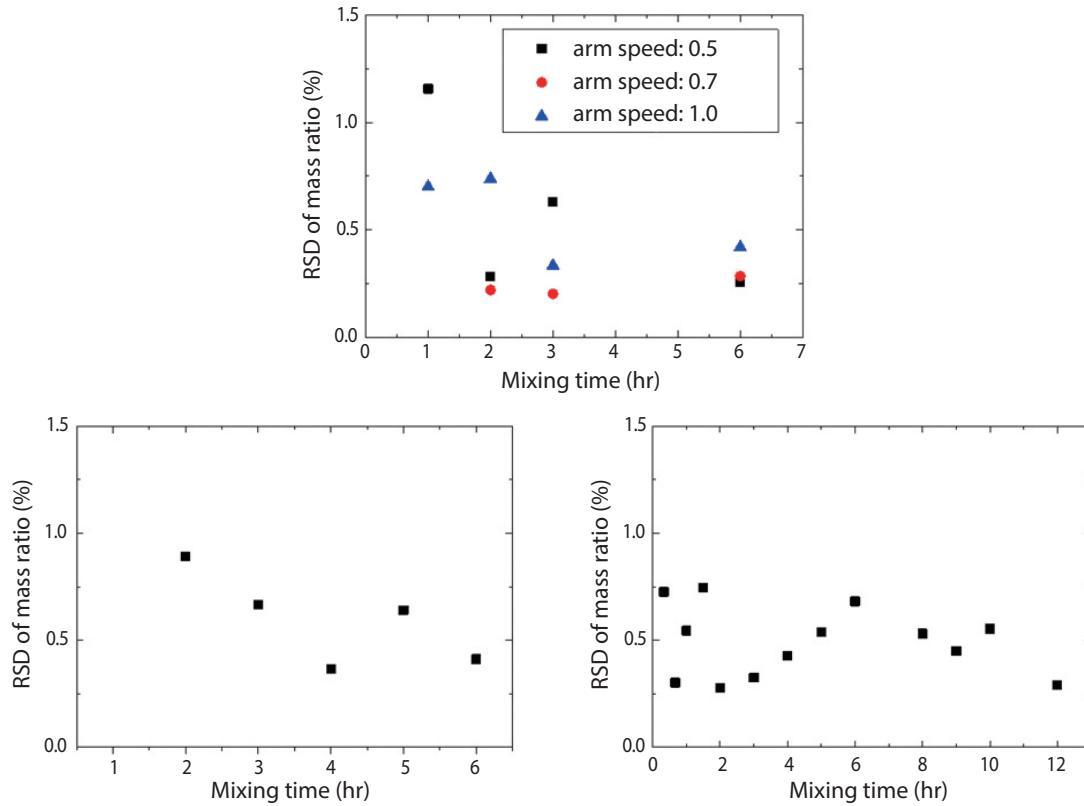 1.5
arm speed: 0.5
arm speed: 0.7
arm speed: 1.0
1.0
0.5
0.0
RSD of mass ratio (%)
0 1 2 3 4 5 6 7
Mixing time (hr)
1.5
1.0
0.5
0.0
RSD of mass ratio (%)
1 2 3 4 5 6
Mixing time (hr)
1.5
1.0
0.5
0.0
RSD of mass ratio (%)
0 2 4 6 8 10 12
Mixing time (hr)